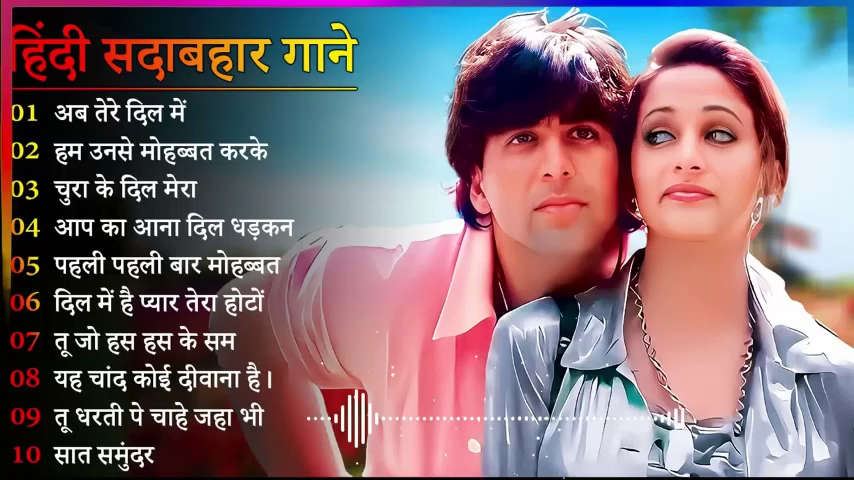 हिंदी सदाबहार गाने
01 अब तेरे दिल में
02 हम उनसे मोहब्बत करके
03 चुरा के दिल मेरा
04 आप का आना दिल धड़कन
05 पहली पहली बार मोहब्बत
06 दिल में है प्यार तेरा होटों
07 तू जो हस हस के सम
08 यह चांद कोई दीवाना है।
09 तू धरती पे चाहे जहा भी
10 सात समुंदर